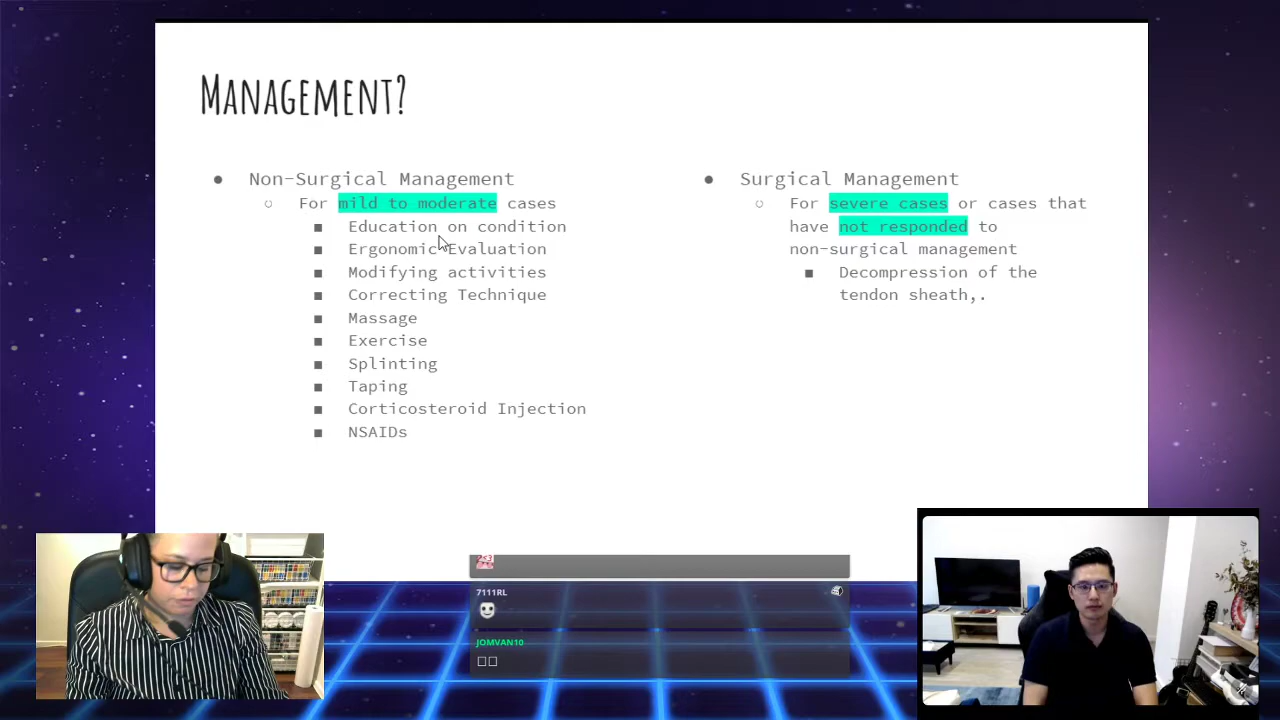 Management?
● Non-Surgical Management
○ For mild to moderate cases
■ Education on condition
■ Ergonomic Evaluation
■ Modifying activities
■ Correcting Technique
■ Massage
■ Exercise
■ Splinting
■ Taping
■ Corticosteroid Injection
■ NSAIDs
● Surgical Management
○ For severe cases or cases that
have not responded to
non-surgical management
■ Decompression of the
tendon sheath,.
7111RL
JOMVAN10